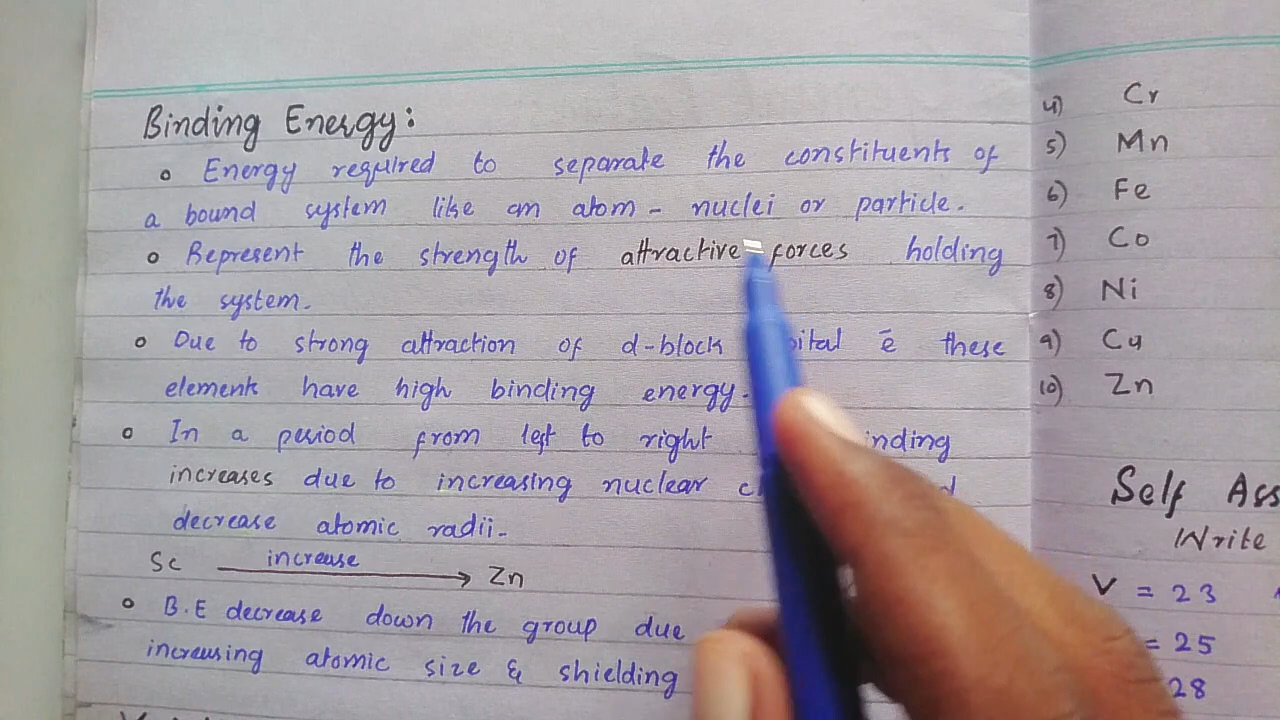 Binding Energy:
o Energy required to separate the constituents of
a bound system like an atom - nuclei or particle.
o Represent the strength of attractive forces holding
the system.
o Due to strong attraction of d-block ē these
elements have high binding energy.
o In a period from left to right
increases due to increasing nuclear
decrease atomic radii.
Sc increase → Zn
o B.E decrease down the group due
increasing atomic size & shielding
4) Cr
5) Mn
6) Fe
7) Co
8) Ni
9) Cu
10) Zn
Self
Write
V = 23
= 25
28